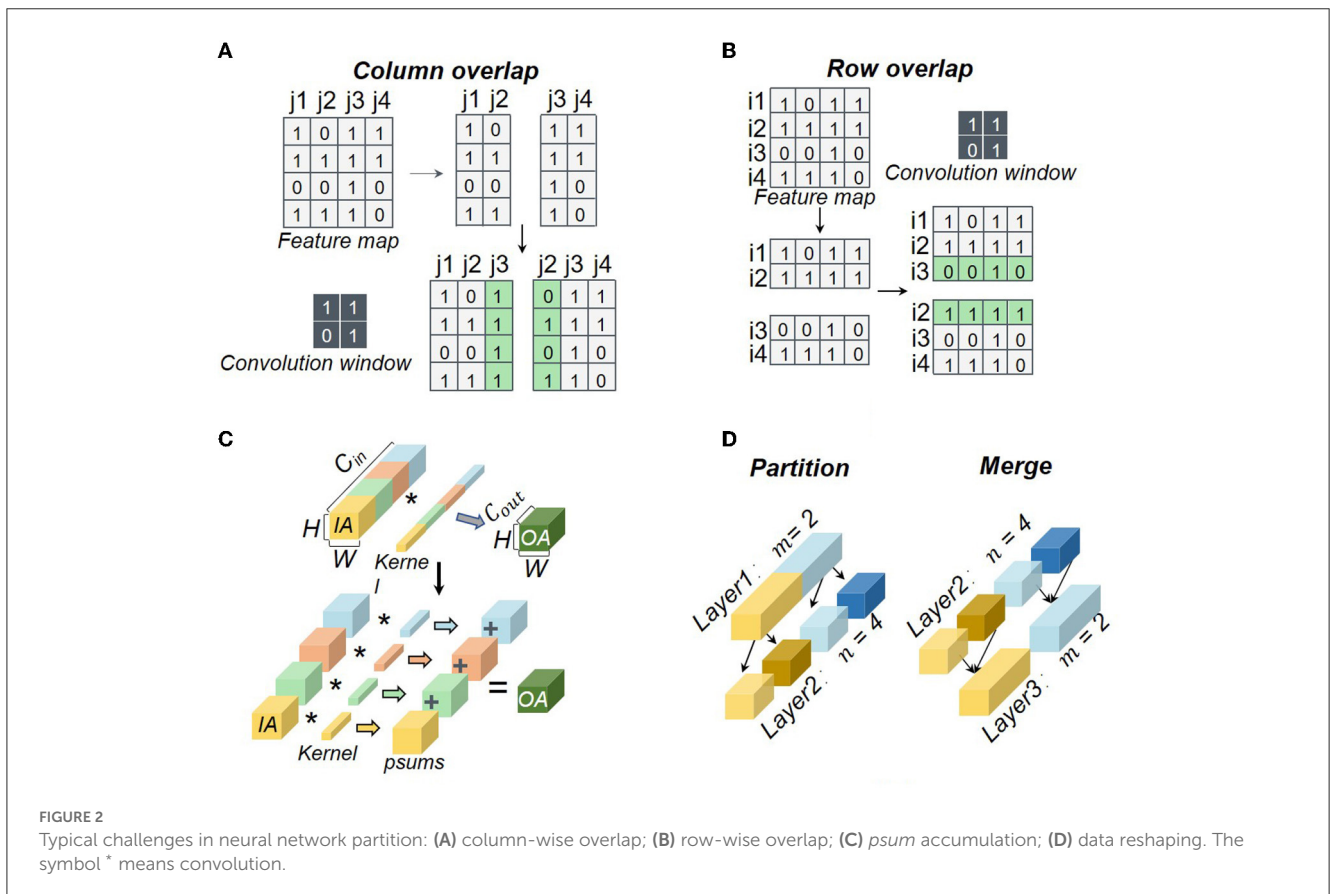 A
Column overlap
j1 j2 j3 j4
1 0 1 1
1 1 1 1
0 0 1 0
1 1 1 0
Feature map
j1 j2
1 0
1 1
0 0
1 1
j3 j4
1 1
1 1
1 0
1 0
1 1
0 1
Convolution window
j1 j2 j3
1 0 1
1 1 1
0 0 1
1 1 1
j2 j3 j4
0 1 1
1 1 1
0 1 0
1 1 0
B
Row overlap
i1 1 0 1 1
i2 1 1 1 1
i3 0 0 1 0
i4 1 1 1 0
Feature map
1 1
0 1
Convolution window
i1 1 0 1 1
i2 1 1 1 1
i3 0 0 1 0
i4 1 1 1 0
i1 1 0 1 1
i2 1 1 1 1
i3 0 0 1 0
i2 1 1 1 1
i3 0 0 1 0
i4 1 1 1 0
C
Cin
H IA
W
*
Kerne
l
Cout
H OA
W
* +
* +
* + = OA
IA *
Kernel
psums
D
Partition
Layer1: m = 2
Layer2: n = 4
Merge
Layer2: n = 4
Layer3: m = 2
FIGURE 2
Typical challenges in neural network partition: (A) column-wise overlap; (B) row-wise overlap; (C) psum accumulation; (D) data reshaping. The
symbol * means convolution.